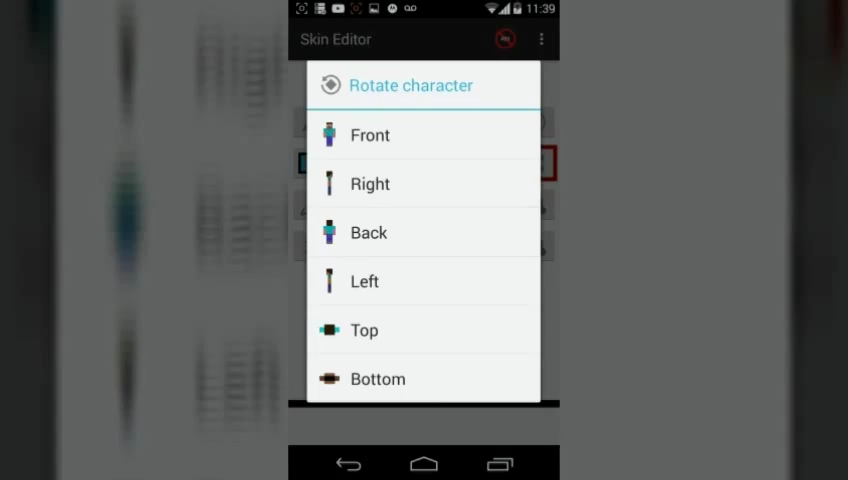 11:39
Skin Editor
Rotate character
Front
Right
Back
Left
Top
Bottom